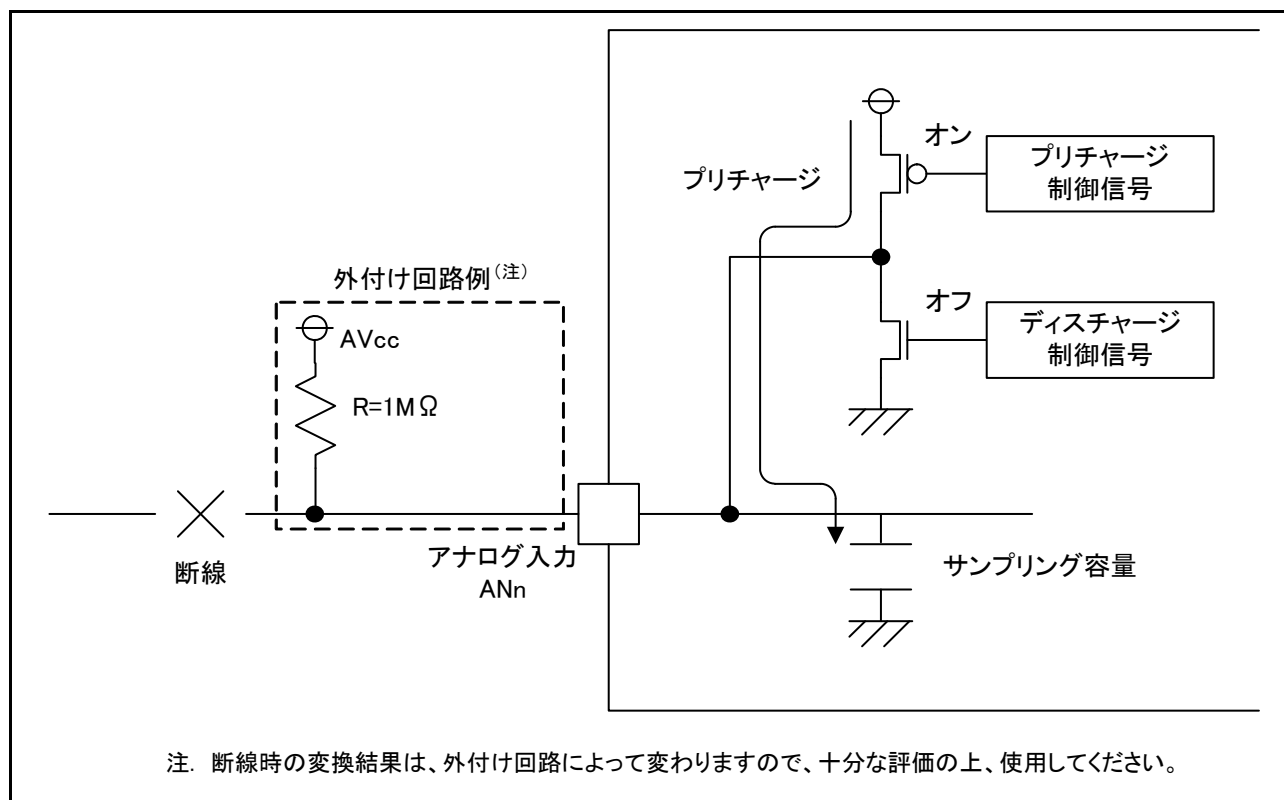 オン
プリチャージ
制御信号
プリチャージ
外付け回路例(注)
AVcc
R=1MΩ
オフ
ディスチャージ
制御信号
断線
アナログ入力
ANn
サンプリング容量
注. 断線時の変換結果は、外付け回路によって変わりますので、十分な評価の上、使用してください。